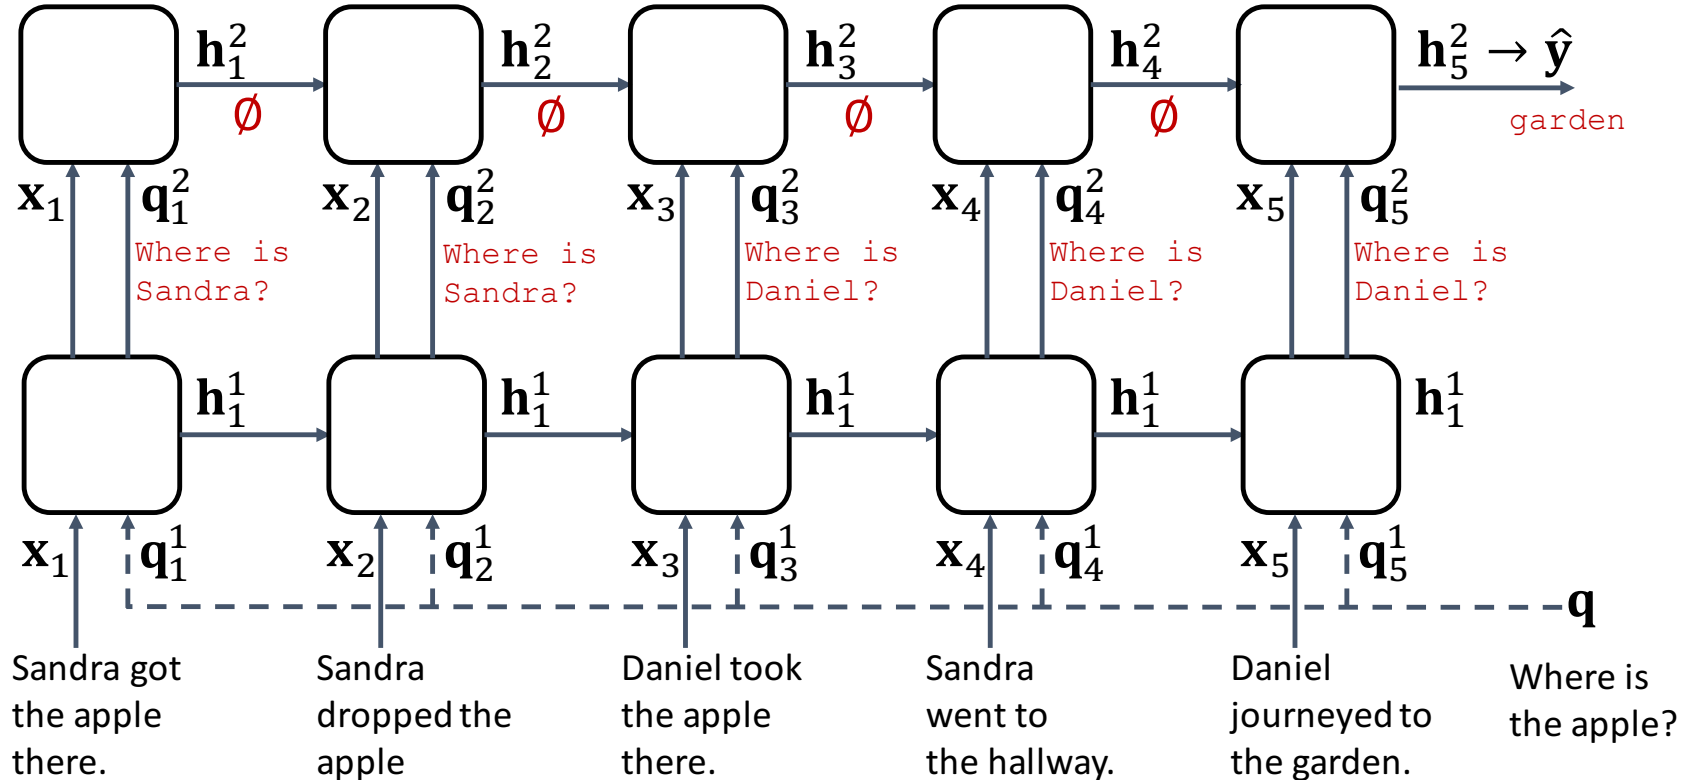 h₁² h₂² h₃² h₄² h₅² → ŷ
∅ ∅ ∅ ∅ garden
x₁ q₁² x₂ q₂² x₃ q₃² x₄ q₄² x₅ q₅²
Where is Where is Where is Where is Where is
Sandra? Sandra? Daniel? Daniel? Daniel?
h₁¹ h₁¹ h₁¹ h₁¹ h₁¹
x₁ q₁¹ x₂ q₂¹ x₃ q₃¹ x₄ q₄¹ x₅ q₅¹
q
Sandra got
the apple
there.
Sandra
dropped the
apple
Daniel took
the apple
there.
Sandra
went to
the hallway.
Daniel
journeyed to
the garden.
Where is
the apple?